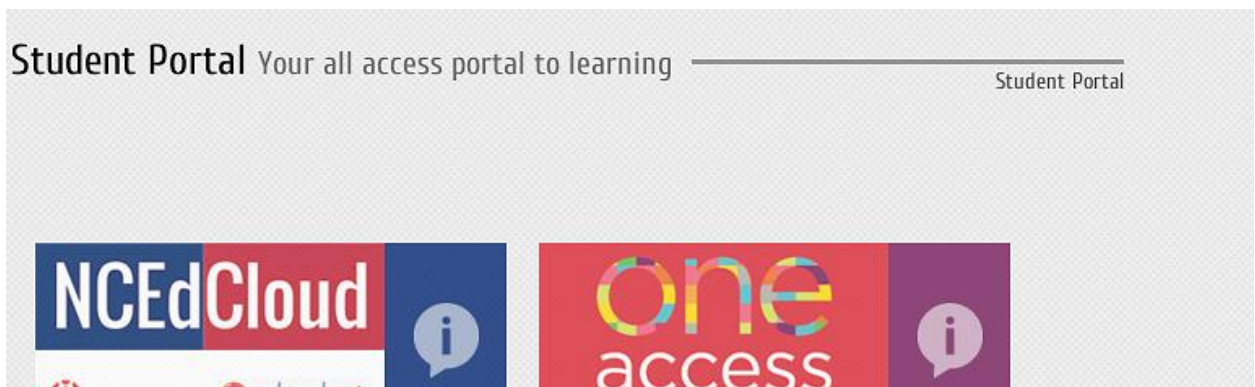 Student Portal Your all access portal to learning
Student Portal
NCEdCloud
i
one
access
i